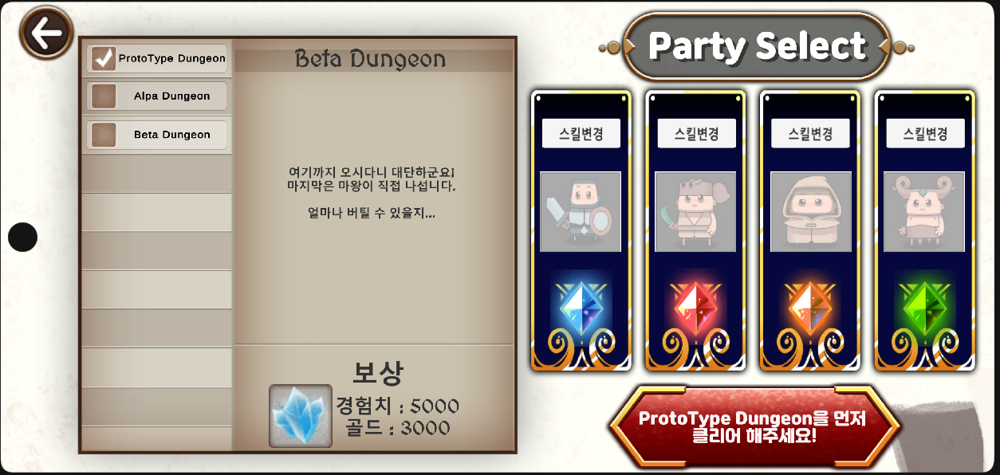 Party Select
ProtoType Dungeon
Alpa Dungeon
Beta Dungeon
Beta Dungeon
여기까지 오시다니 대단하군요!
마지막은 마왕이 직접 나섭니다.
얼마나 버틸 수 있을지...
보상
경험치 : 5000
골드 : 3000
스킬변경
스킬변경
스킬변경
스킬변경
ProtoType Dungeon을 먼저
클리어 해주세요!